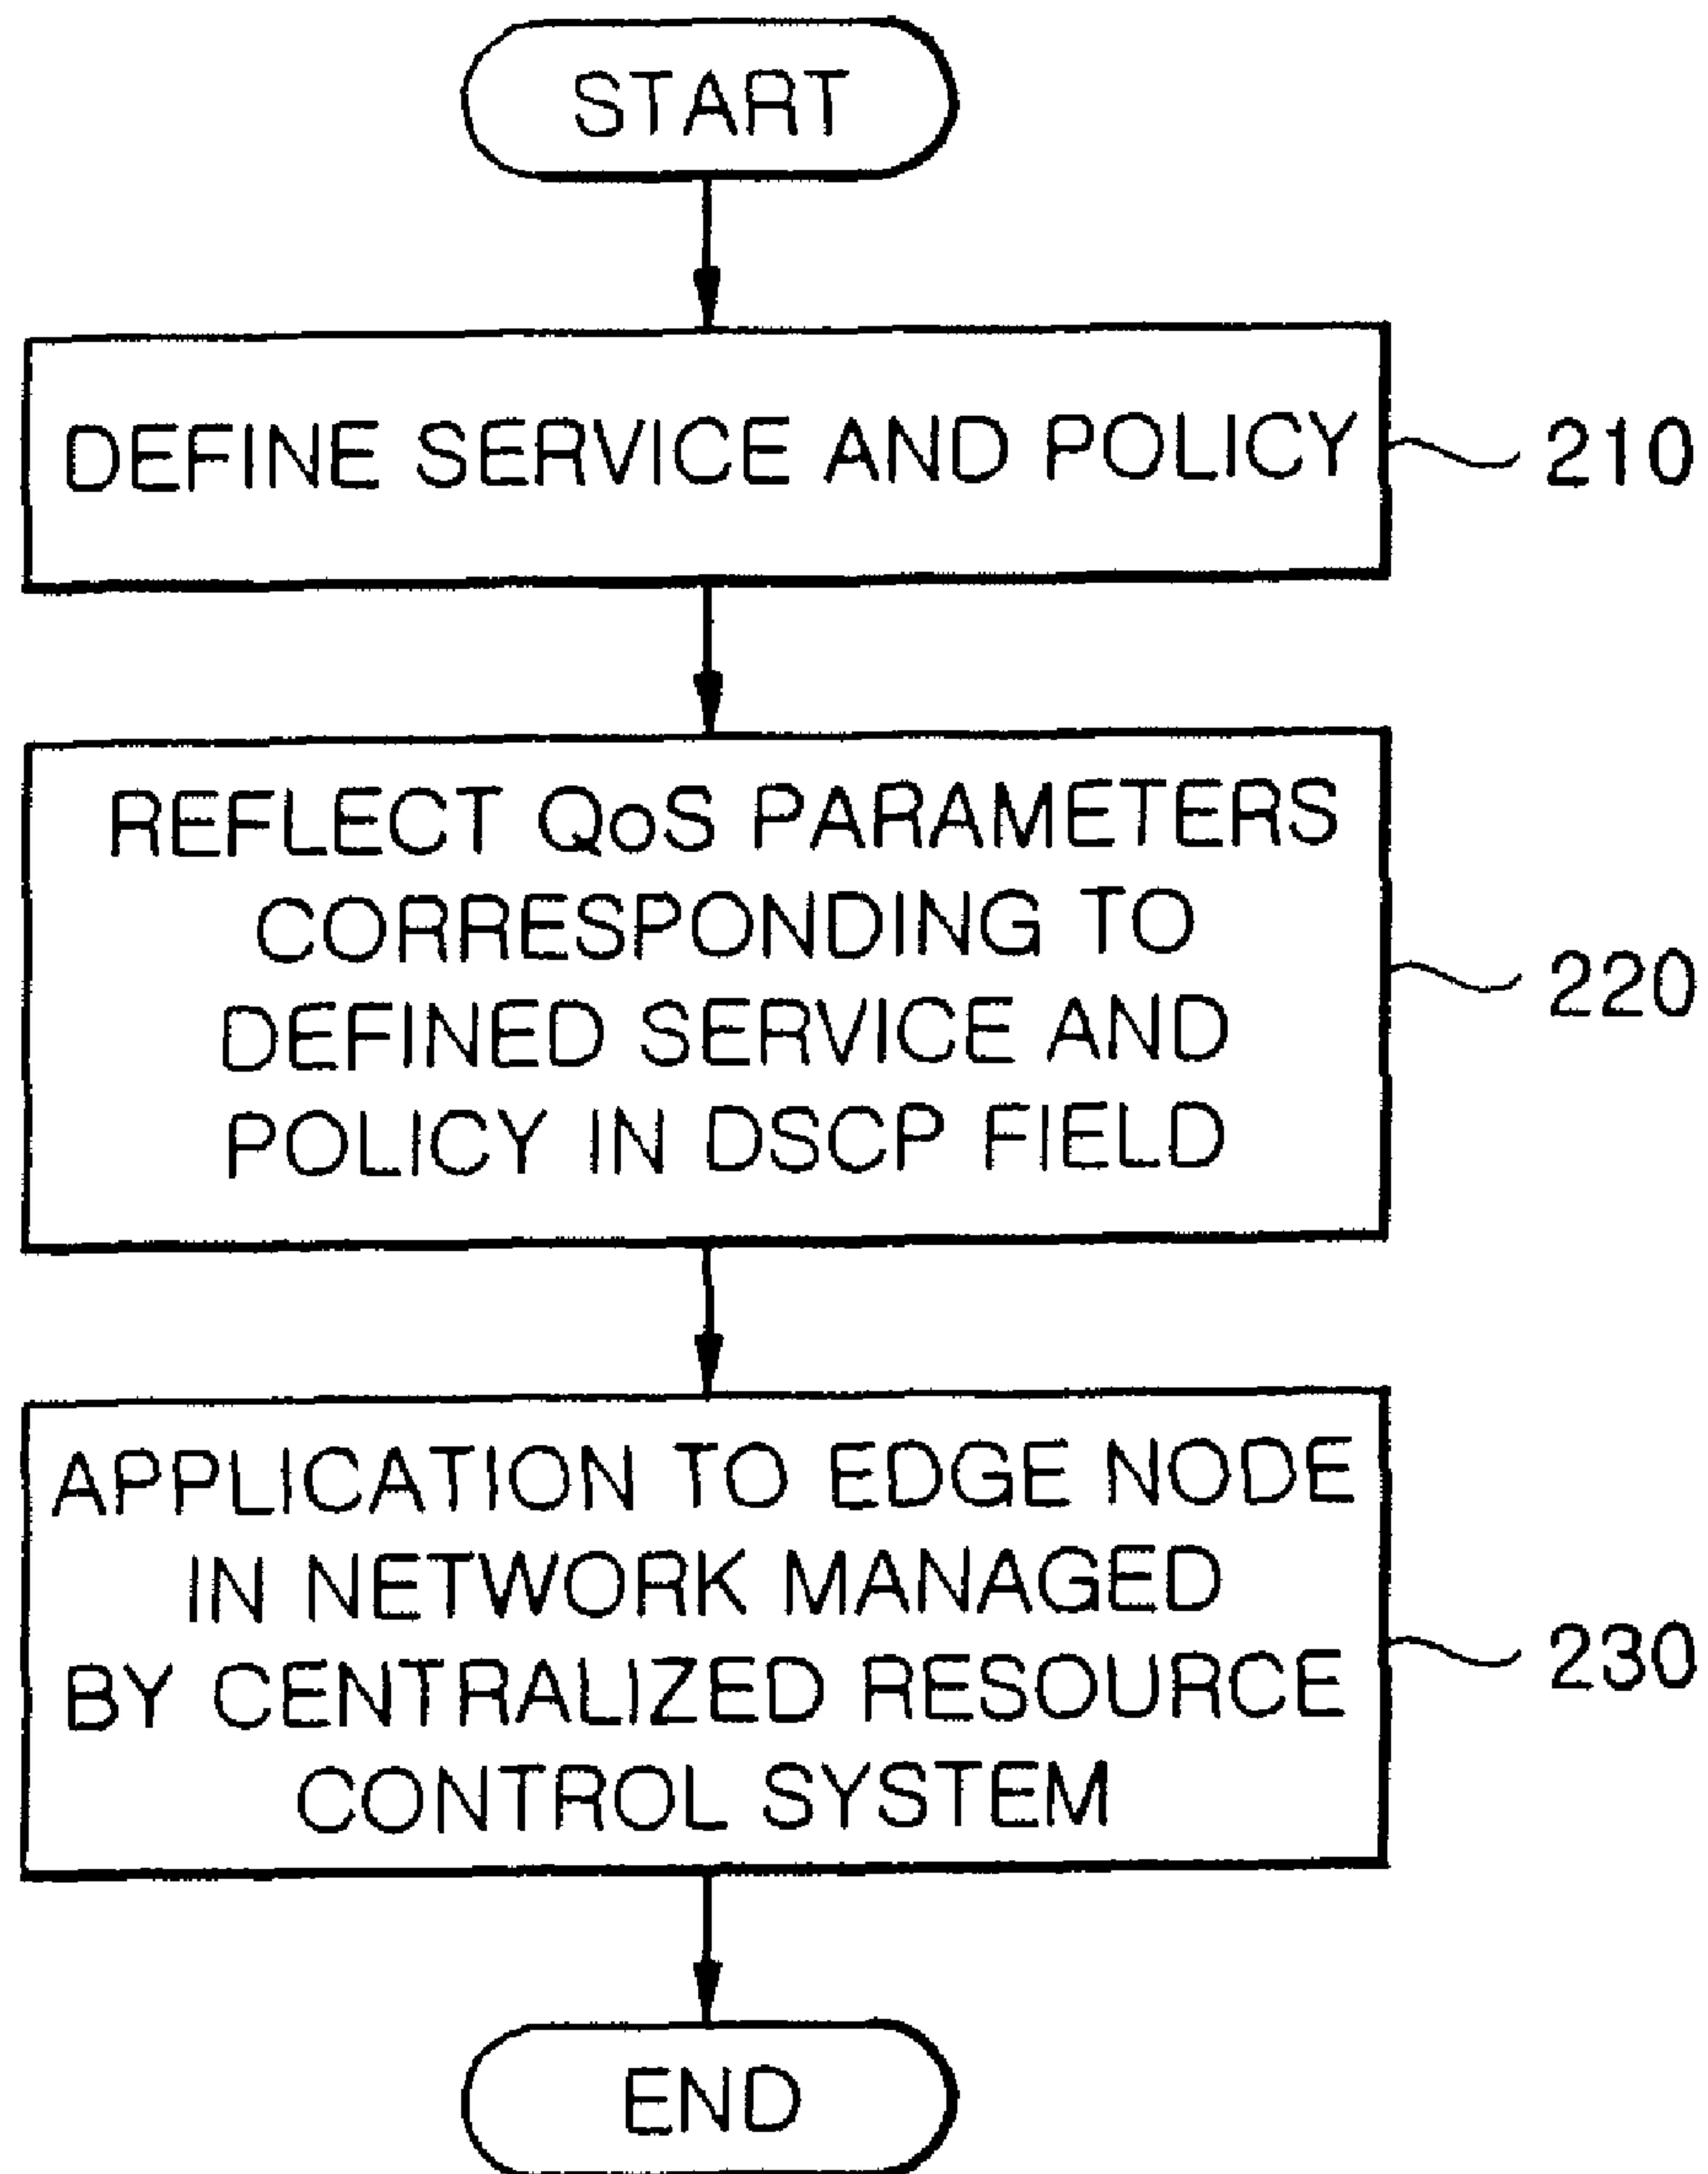 START
DEFINE SERVICE AND POLICY
210
REFLECT QoS PARAMETERS
CORRESPONDING TO
DEFINED SERVICE AND
POLICY IN DSCP FIELD
220
APPLICATION TO EDGE NODE
IN NETWORK MANAGED
BY CENTRALIZED RESOURCE
CONTROL SYSTEM
230
END